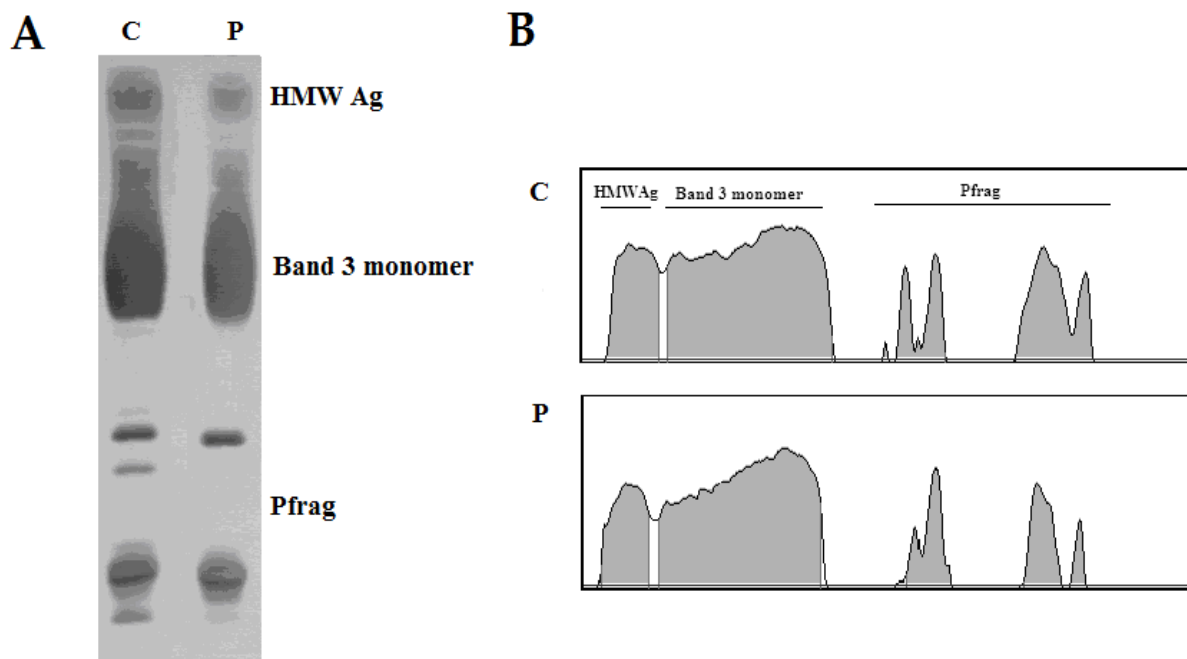 A
C P
HMW Ag
Band 3 monomer
Pfrag
B
C
HMWAg Band 3 monomer Pfrag
P